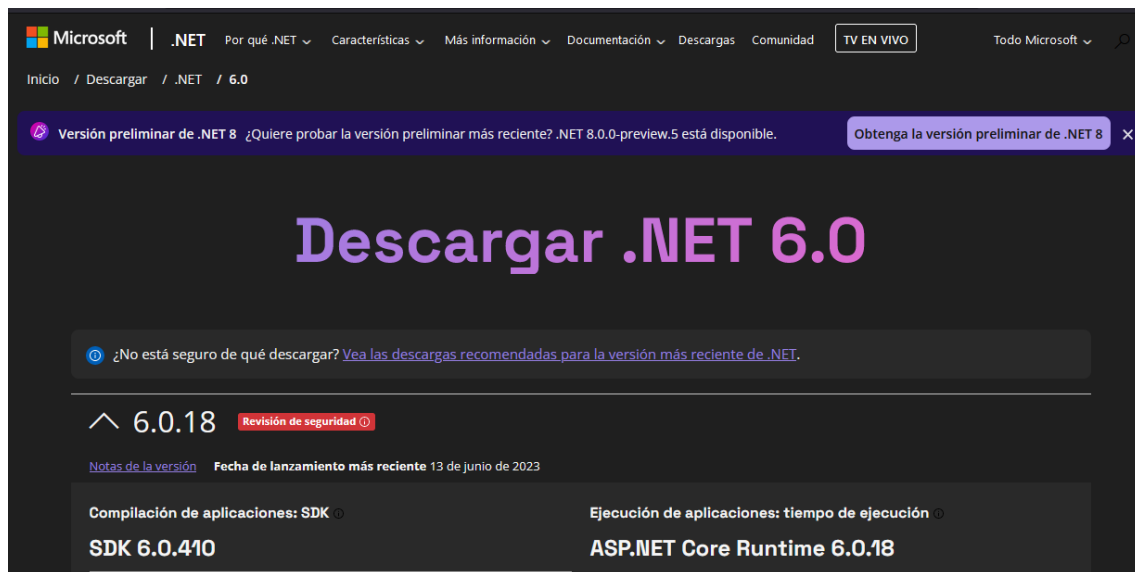 Microsoft | .NET Por qué .NET Características Más información Documentación Descargas Comunidad TV EN VIVO Todo Microsoft
Inicio / Descargar / .NET / 6.0
Versión preliminar de .NET 8 ¿Quiere probar la versión preliminar más reciente? .NET 8.0.0-preview.5 está disponible. Obtenga la versión preliminar de .NET 8
Descargar .NET 6.0
¿No está seguro de qué descargar? Vea las descargas recomendadas para la versión más reciente de .NET.
6.0.18 Revisión de seguridad
Notas de la versión Fecha de lanzamiento más reciente 13 de junio de 2023
Compilación de aplicaciones: SDK Ejecución de aplicaciones: tiempo de ejecución
SDK 6.0.410 ASP.NET Core Runtime 6.0.18